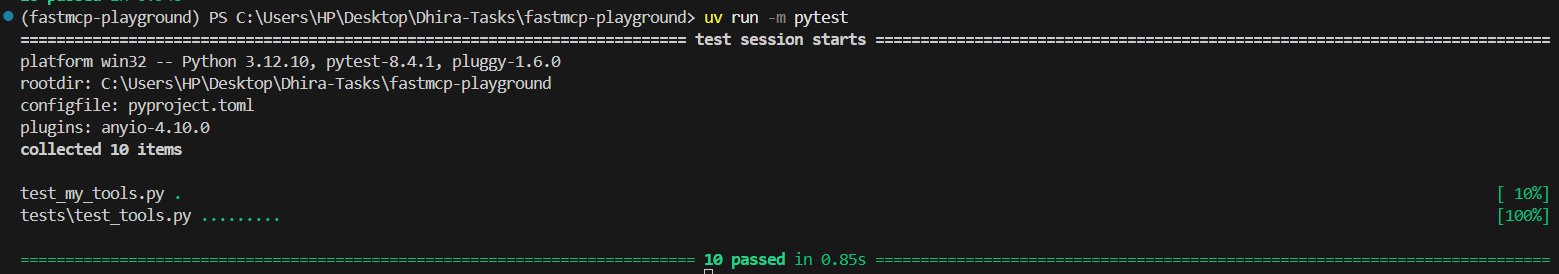 (fastmcp-playground) PS C:\Users\HP\Desktop\Dhira-Tasks\fastmcp-playground> uv run -m pytest
============================= test session starts =============================
platform win32 -- Python 3.12.10, pytest-8.4.1, pluggy-1.6.0
rootdir: C:\Users\HP\Desktop\Dhira-Tasks\fastmcp-playground
configfile: pyproject.toml
plugins: anyio-4.10.0
collected 10 items
test_my_tools.py . [ 10%]
tests\test_tools.py ......... [100%]
============================= 10 passed in 0.85s =============================